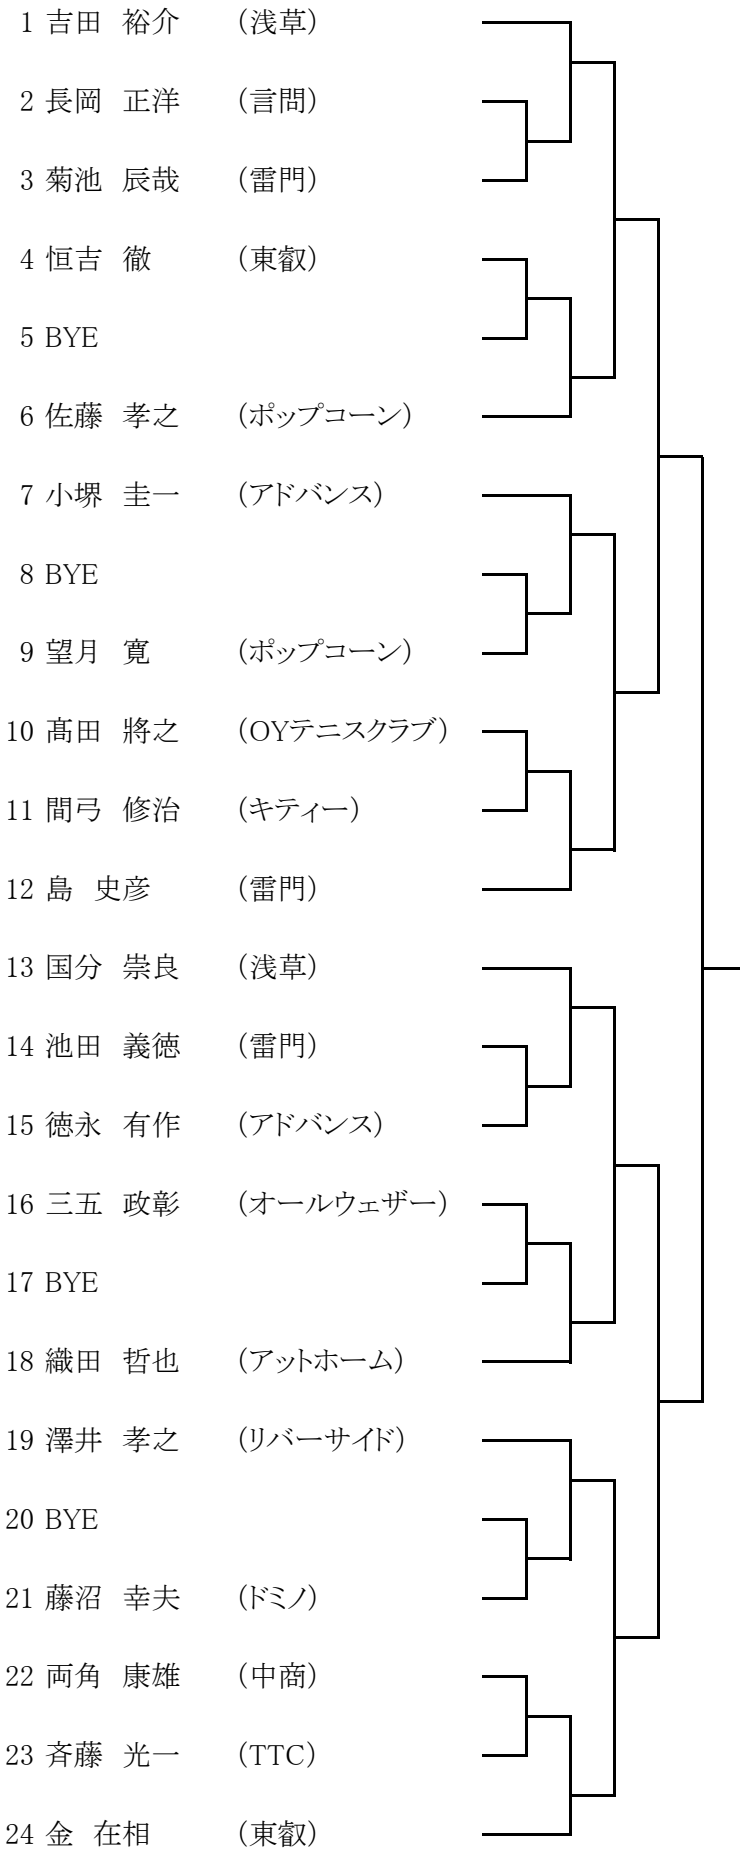 1 吉田 裕介 (浅草)
2 長岡 正洋 (言問)
3 菊池 辰哉 (雷門)
4 恒吉 徹 (東叡)
5 BYE
6 佐藤 孝之 (ポップコーン)
7 小堺 圭一 (アドバンス)
8 BYE
9 望月 寛 (ポップコーン)
10 髙田 將之 (OYテニスクラブ)
11 間弓 修治 (キティー)
12 島 史彦 (雷門)
13 国分 崇良 (浅草)
14 池田 義徳 (雷門)
15 徳永 有作 (アドバンス)
16 三五 政彰 (オールウェザー)
17 BYE
18 織田 哲也 (アットホーム)
19 澤井 孝之 (リバーサイド)
20 BYE
21 藤沼 幸夫 (ドミノ)
22 両角 康雄 (中商)
23 斉藤 光一 (TTC)
24 金 在相 (東叡)